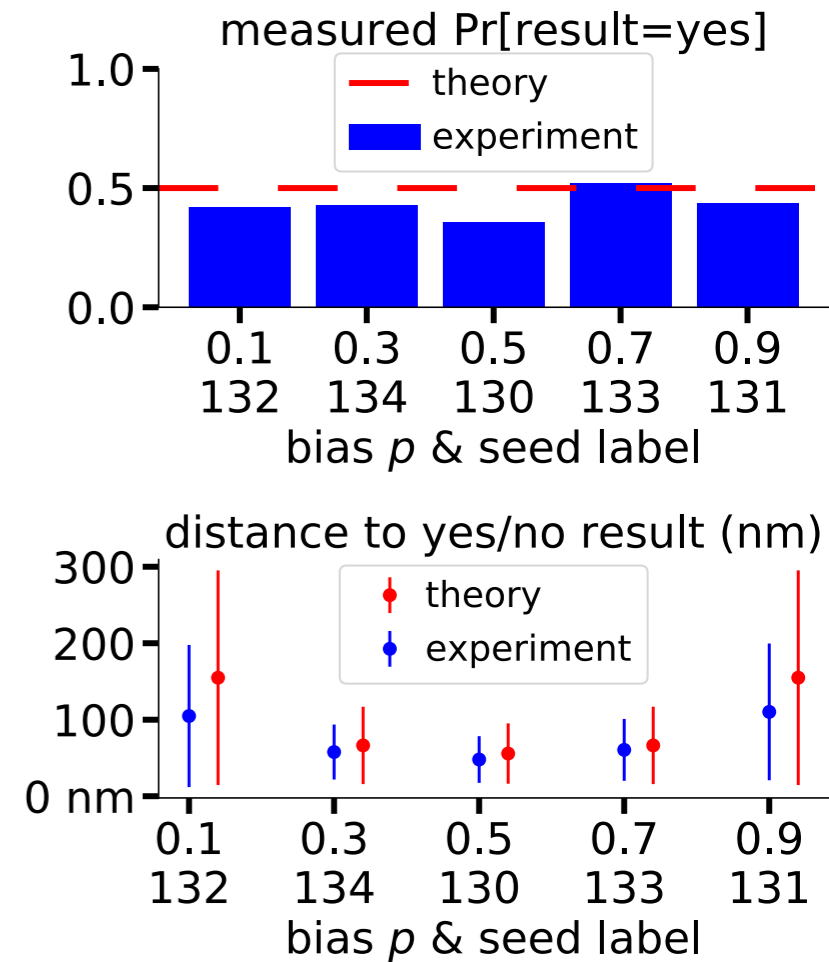 measured Pr[result=yes]
1.0
theory
experiment
0.5
0.0
0.1 0.3 0.5 0.7 0.9
132 134 130 133 131
bias p & seed label
distance to yes/no result (nm)
300
theory
200
experiment
100
0 nm
0.1 0.3 0.5 0.7 0.9
132 134 130 133 131
bias p & seed label